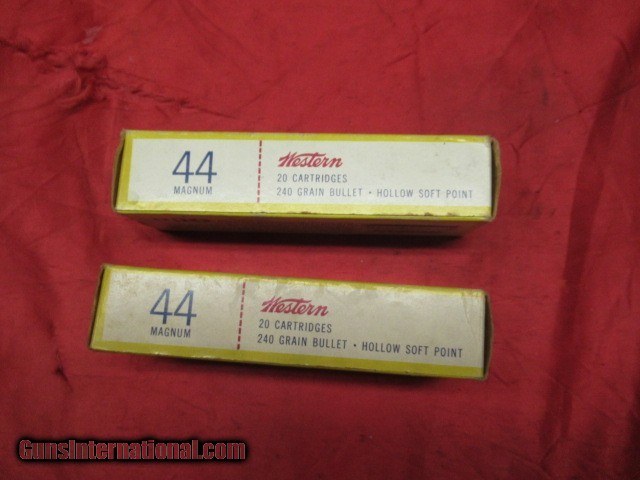 44
MAGNUM
Western
20 CARTRIDGES
240 GRAIN BULLET • HOLLOW SOFT POINT
44
MAGNUM
Western
20 CARTRIDGES
240 GRAIN BULLET • HOLLOW SOFT POINT
GunsInternational.com